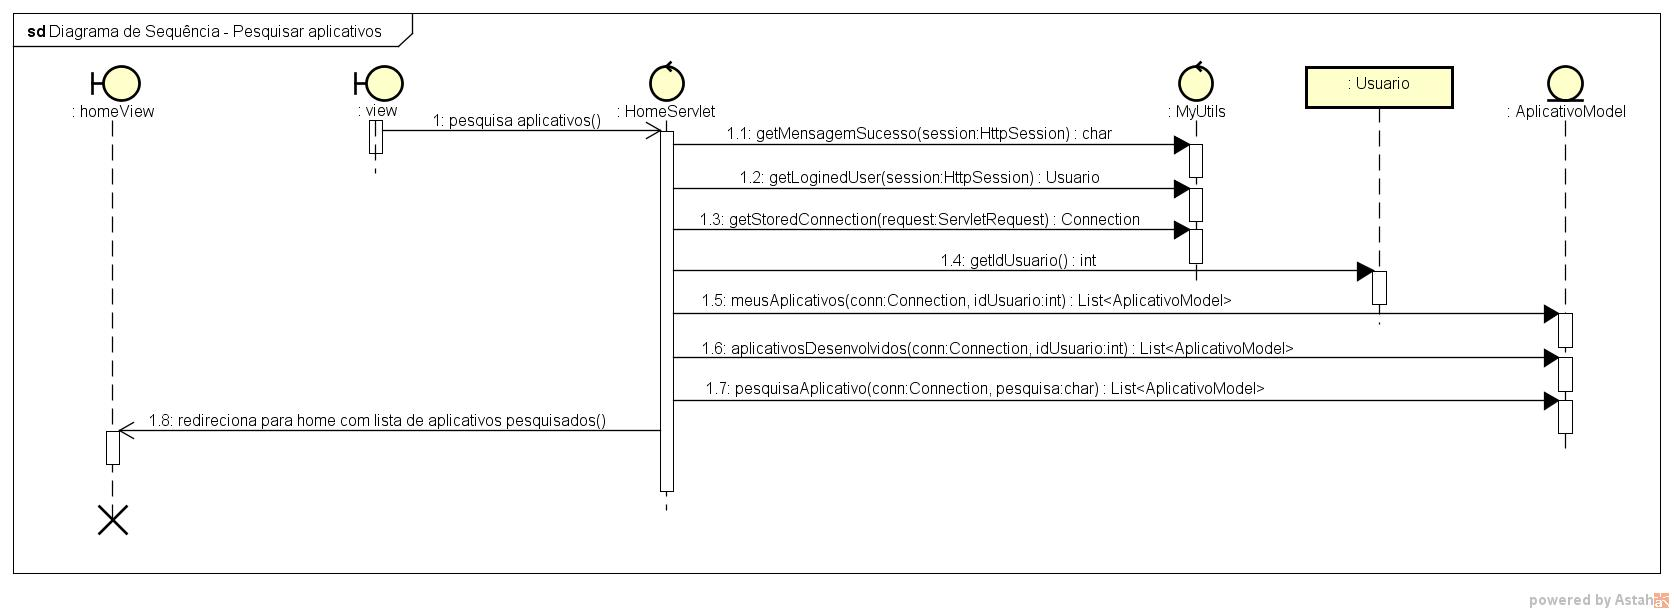 sd Diagrama de Sequência - Pesquisar aplicativos
: homeView
: view
: HomeServlet
: MyUtils
: Usuario
: AplicativoModel
1: pesquisa aplicativos()
1.1: getMensagemSucesso(session:HttpSession) : char
1.2: getLoginedUser(session:HttpSession) : Usuario
1.3: getStoredConnection(request:ServletRequest) : Connection
1.4: getIdUsuario() : int
1.5: meusAplicativos(conn:Connection, idUsuario:int) : List<AplicativoModel>
1.6: aplicativosDesenvolvidos(conn:Connection, idUsuario:int) : List<AplicativoModel>
1.7: pesquisaAplicativo(conn:Connection, pesquisa:char) : List<AplicativoModel>
1.8: redireciona para home com lista de aplicativos pesquisados()
powered by Astah